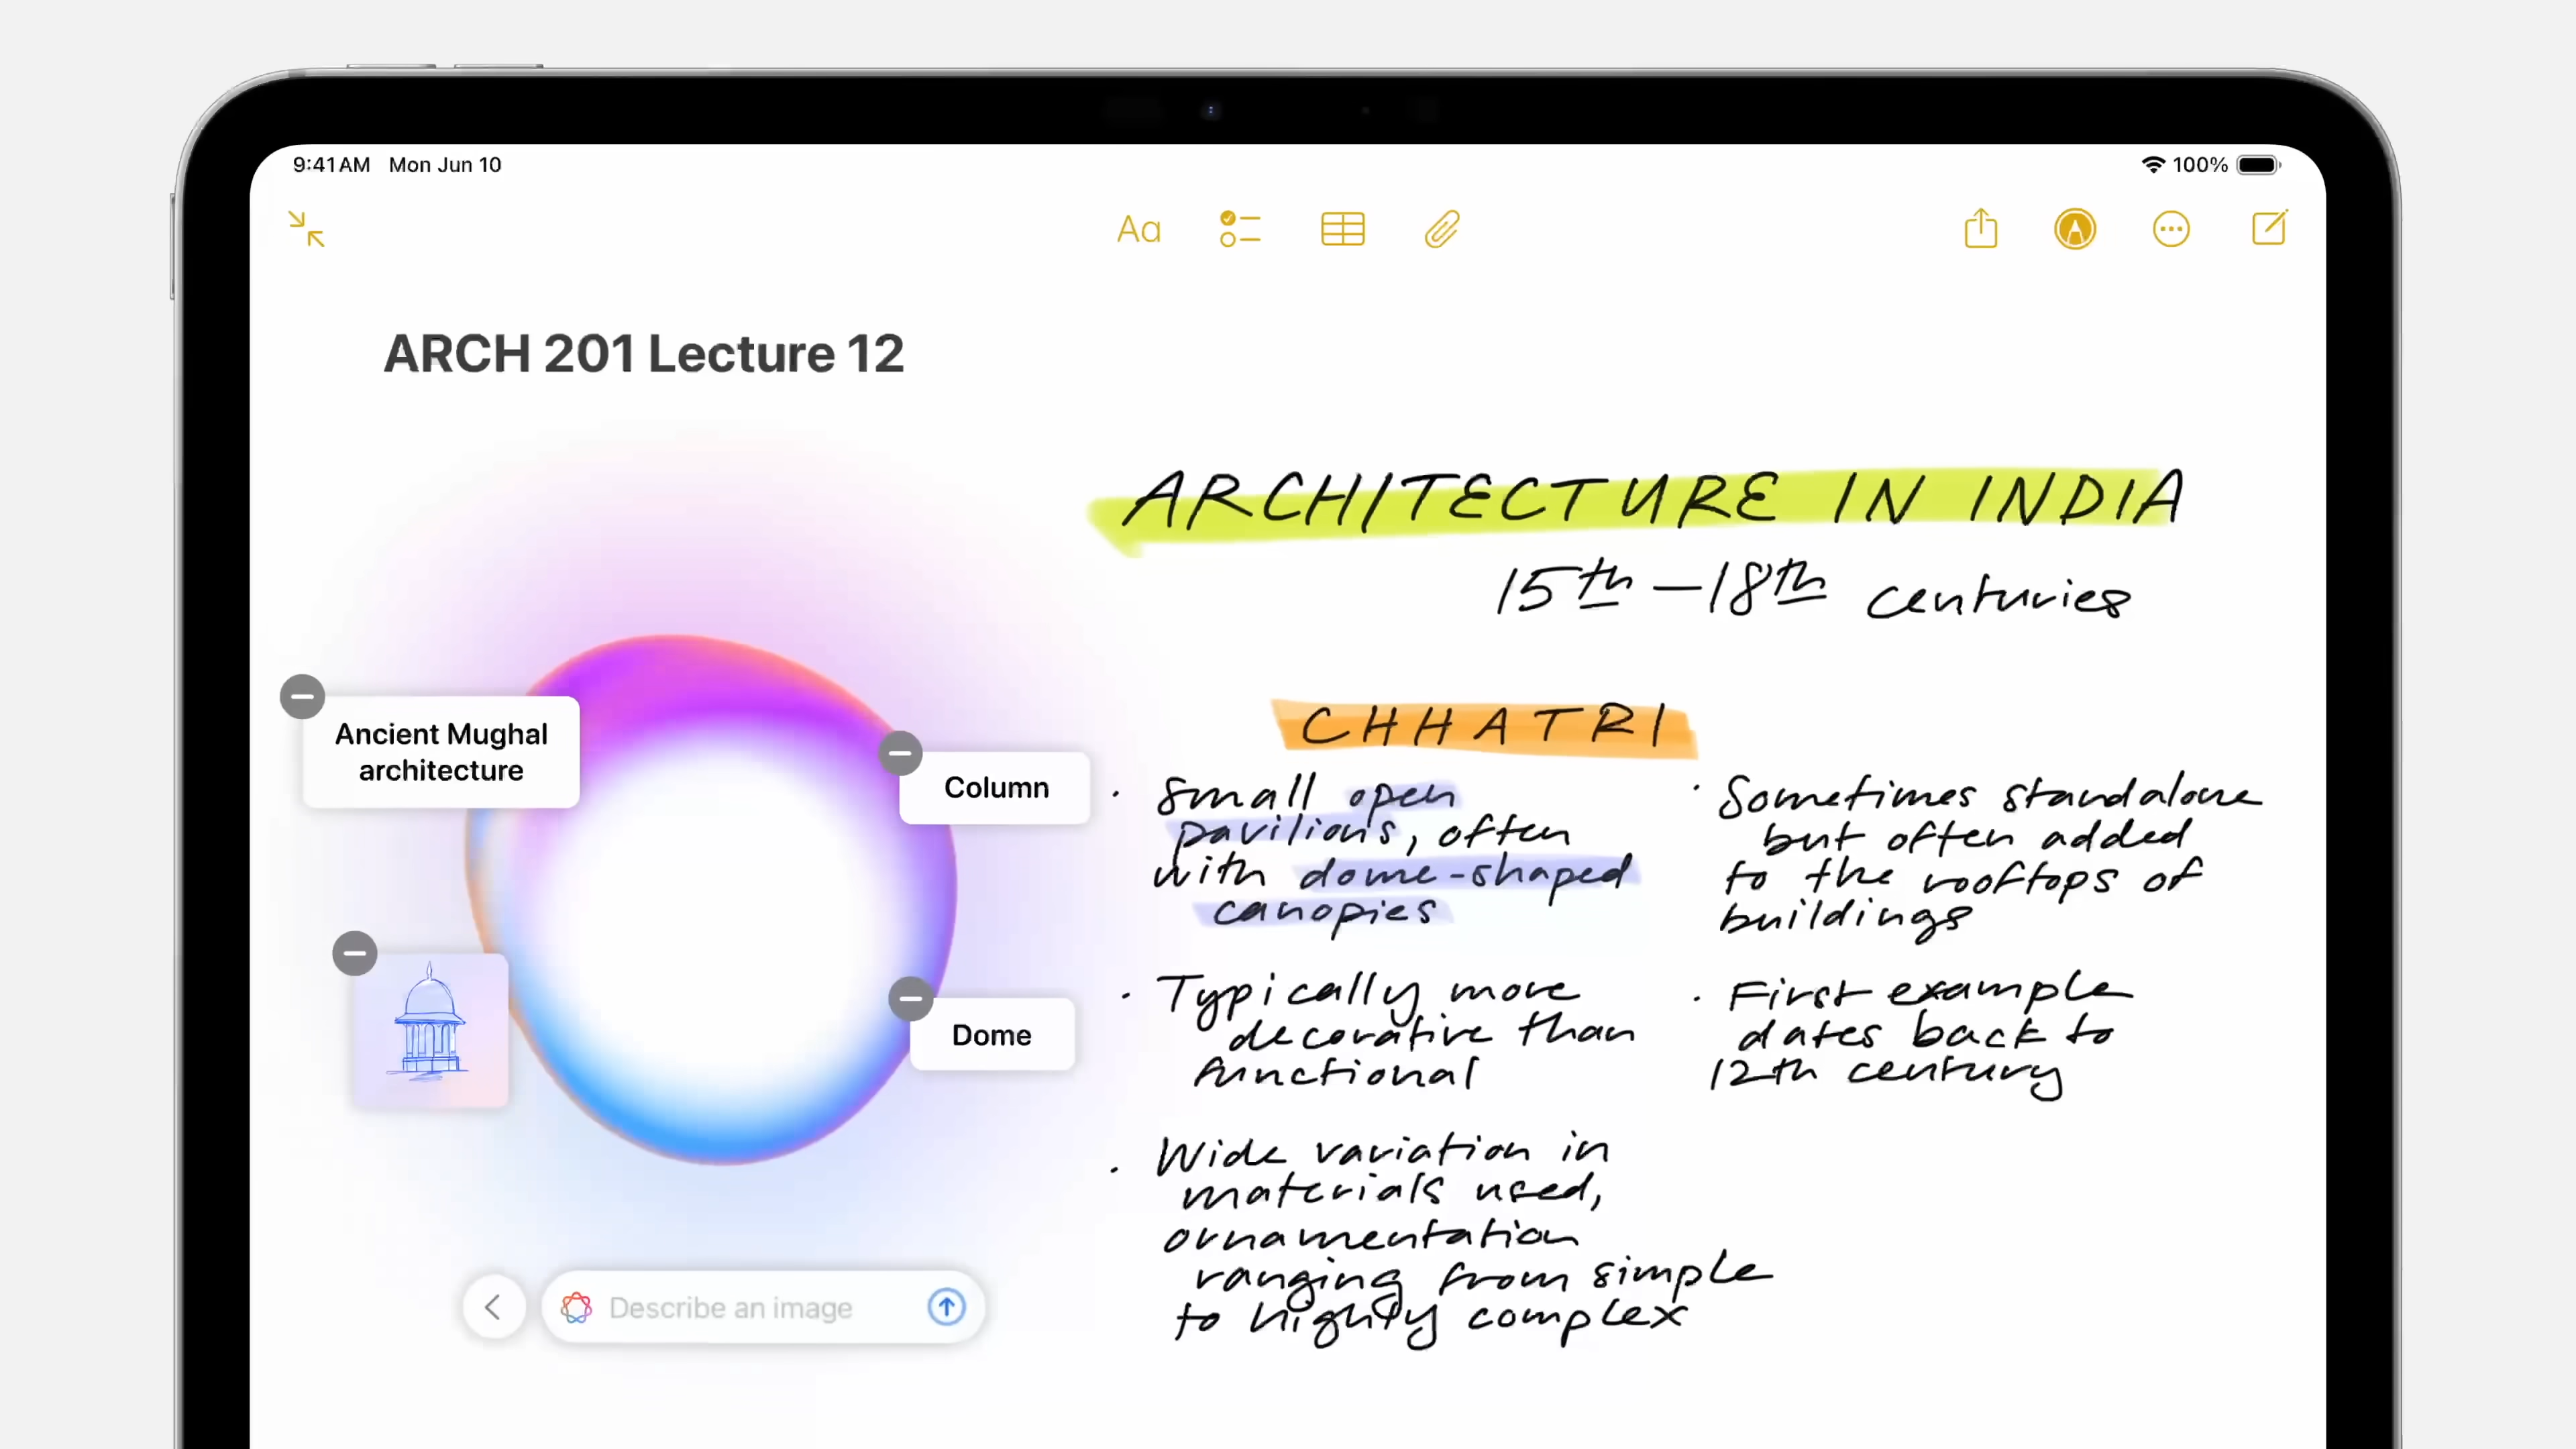 9:41 AM Mon Jun 10
100%
Aa
ARCH 201 Lecture 12
ARCHITECTURE IN INDIA
15th – 18th centuries
Ancient Mughal
architecture
Column
Dome
Describe an image
CHHATRI
· Small open
pavilions, often
with dome-shaped
canopies
· Typically more
decorative than
functional
· Wide variation in
materials used,
ornamentation
ranging from simple
to highly complex
· Sometimes standalone
but often added
to the rooftops of
buildings
· First example
dates back to
12th century